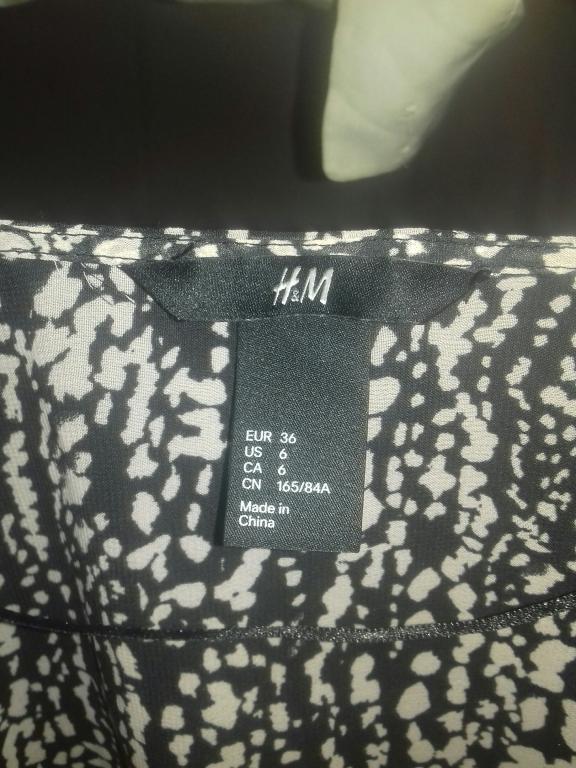 H&M
EUR 36
US 6
CA 6
CN 165/84A
Made in
China